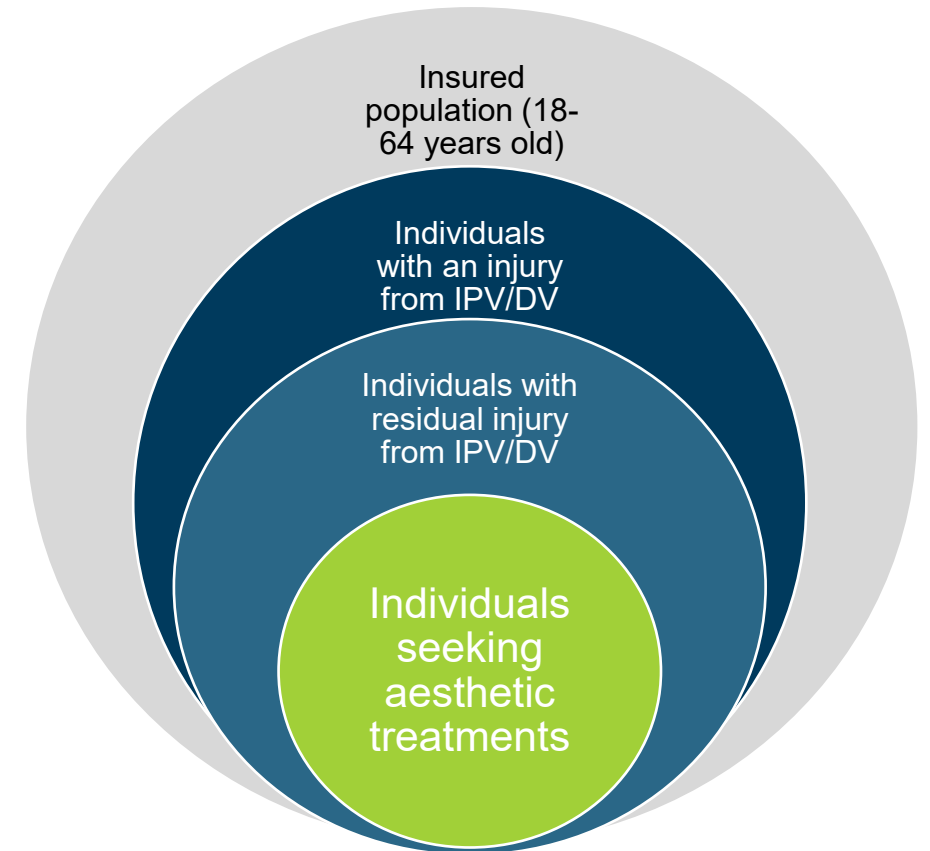 Insured
population (18-
64 years old)
Individuals
with an injury
from IPV/DV
Individuals with
residual injury
from IPV/DV
Individuals
seeking
aesthetic
treatments